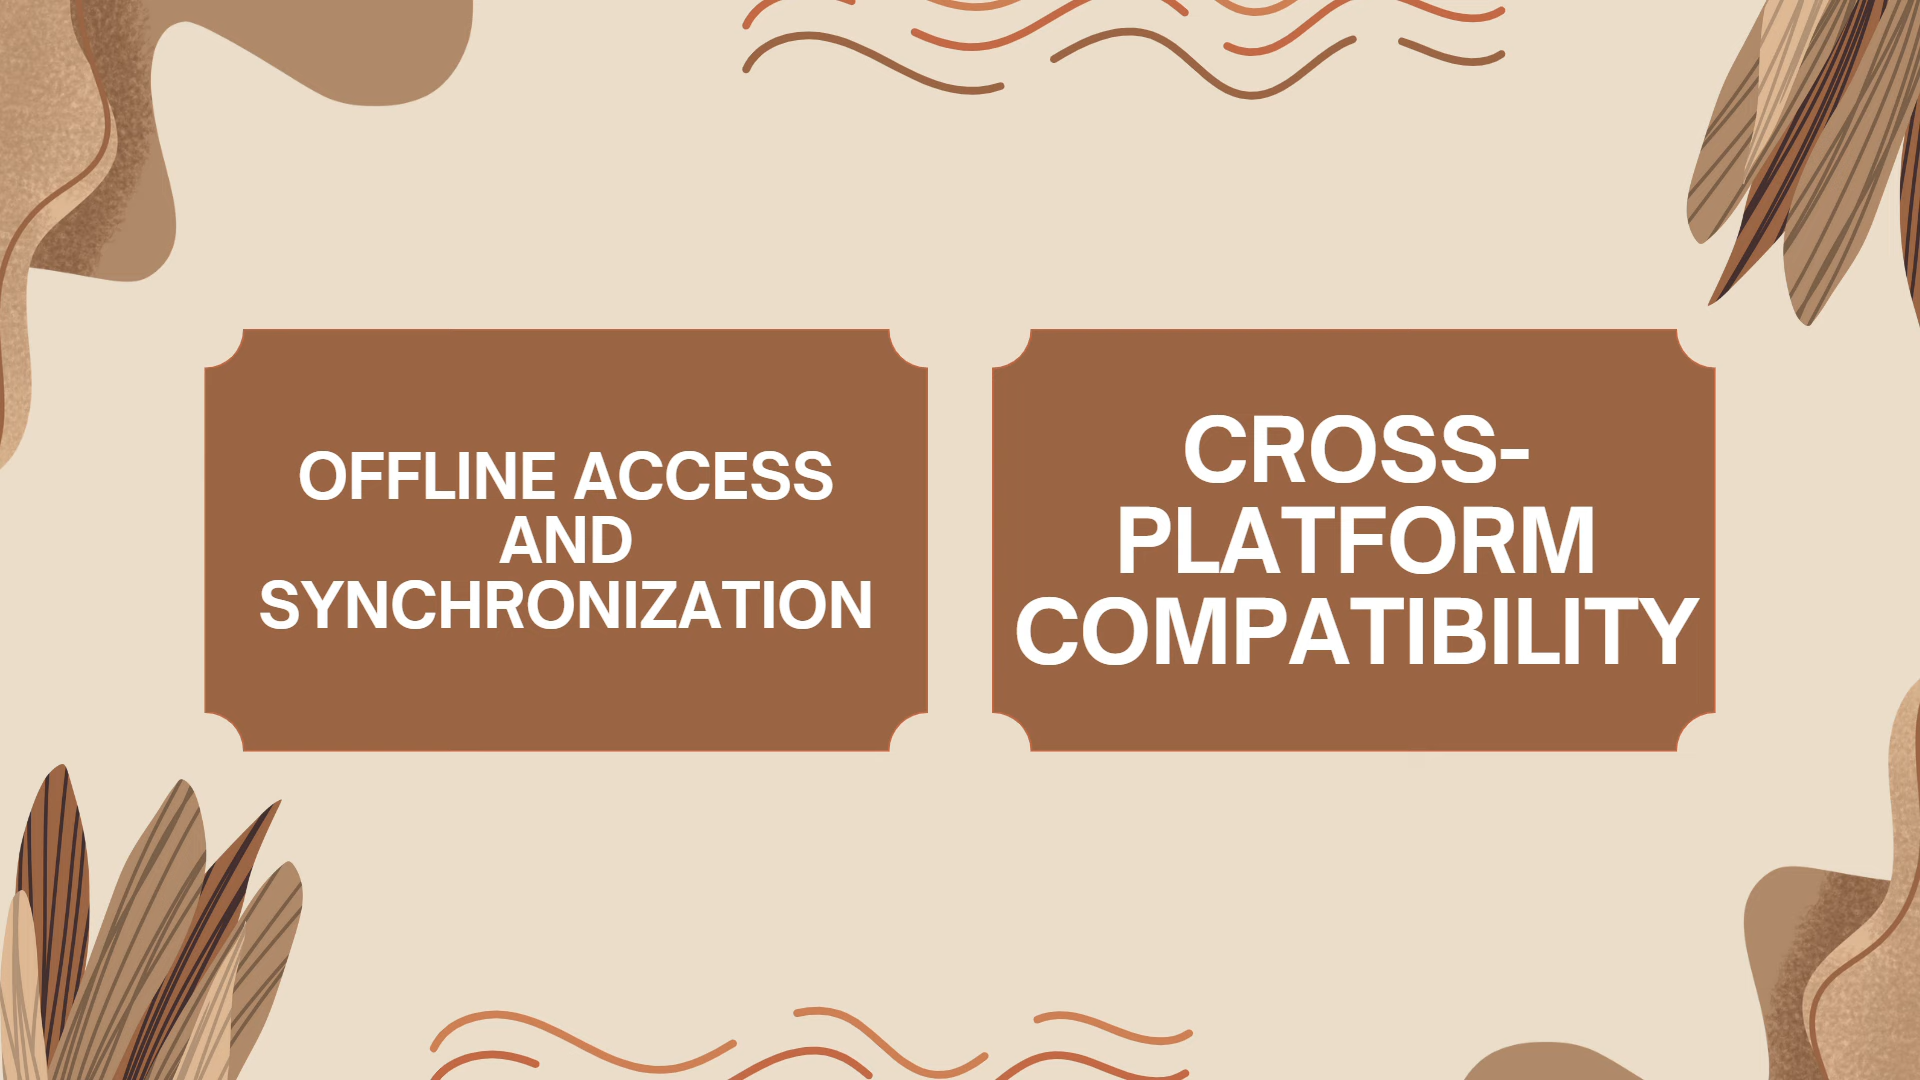 OFFLINE ACCESS
AND
SYNCHRONIZATION
CROSS-
PLATFORM
COMPATIBILITY